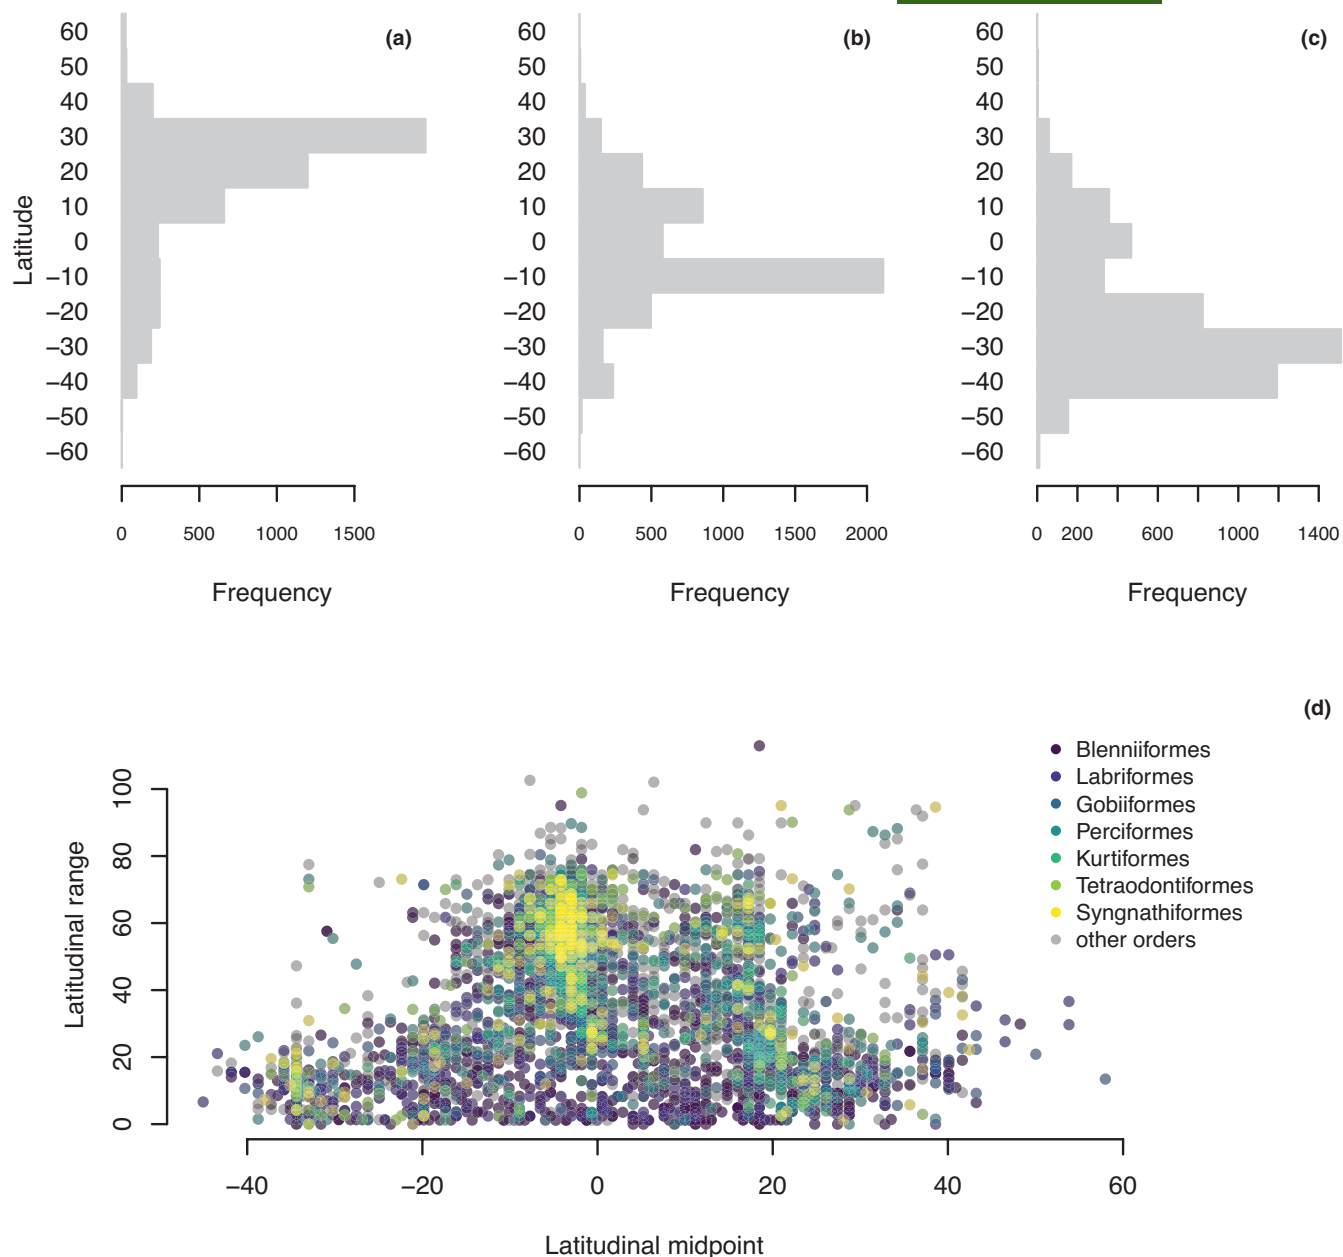 (a)
60
50
40
30
20
10
0
−10
−20
−30
−40
−50
−60
Latitude
0 500 1000 1500
Frequency
(b)
60
50
40
30
20
10
0
−10
−20
−30
−40
−50
−60
0 500 1000 1500 2000
Frequency
(c)
60
50
40
30
20
10
0
−10
−20
−30
−40
−50
−60
0 200 600 1000 1400
Frequency
(d)
Blenniiformes
Labriformes
Gobiiformes
Perciformes
Kurtiformes
Tetraodontiformes
Syngnathiformes
other orders
100
80
60
40
20
0
Latitudinal range
−40 −20 0 20 40 60
Latitudinal midpoint